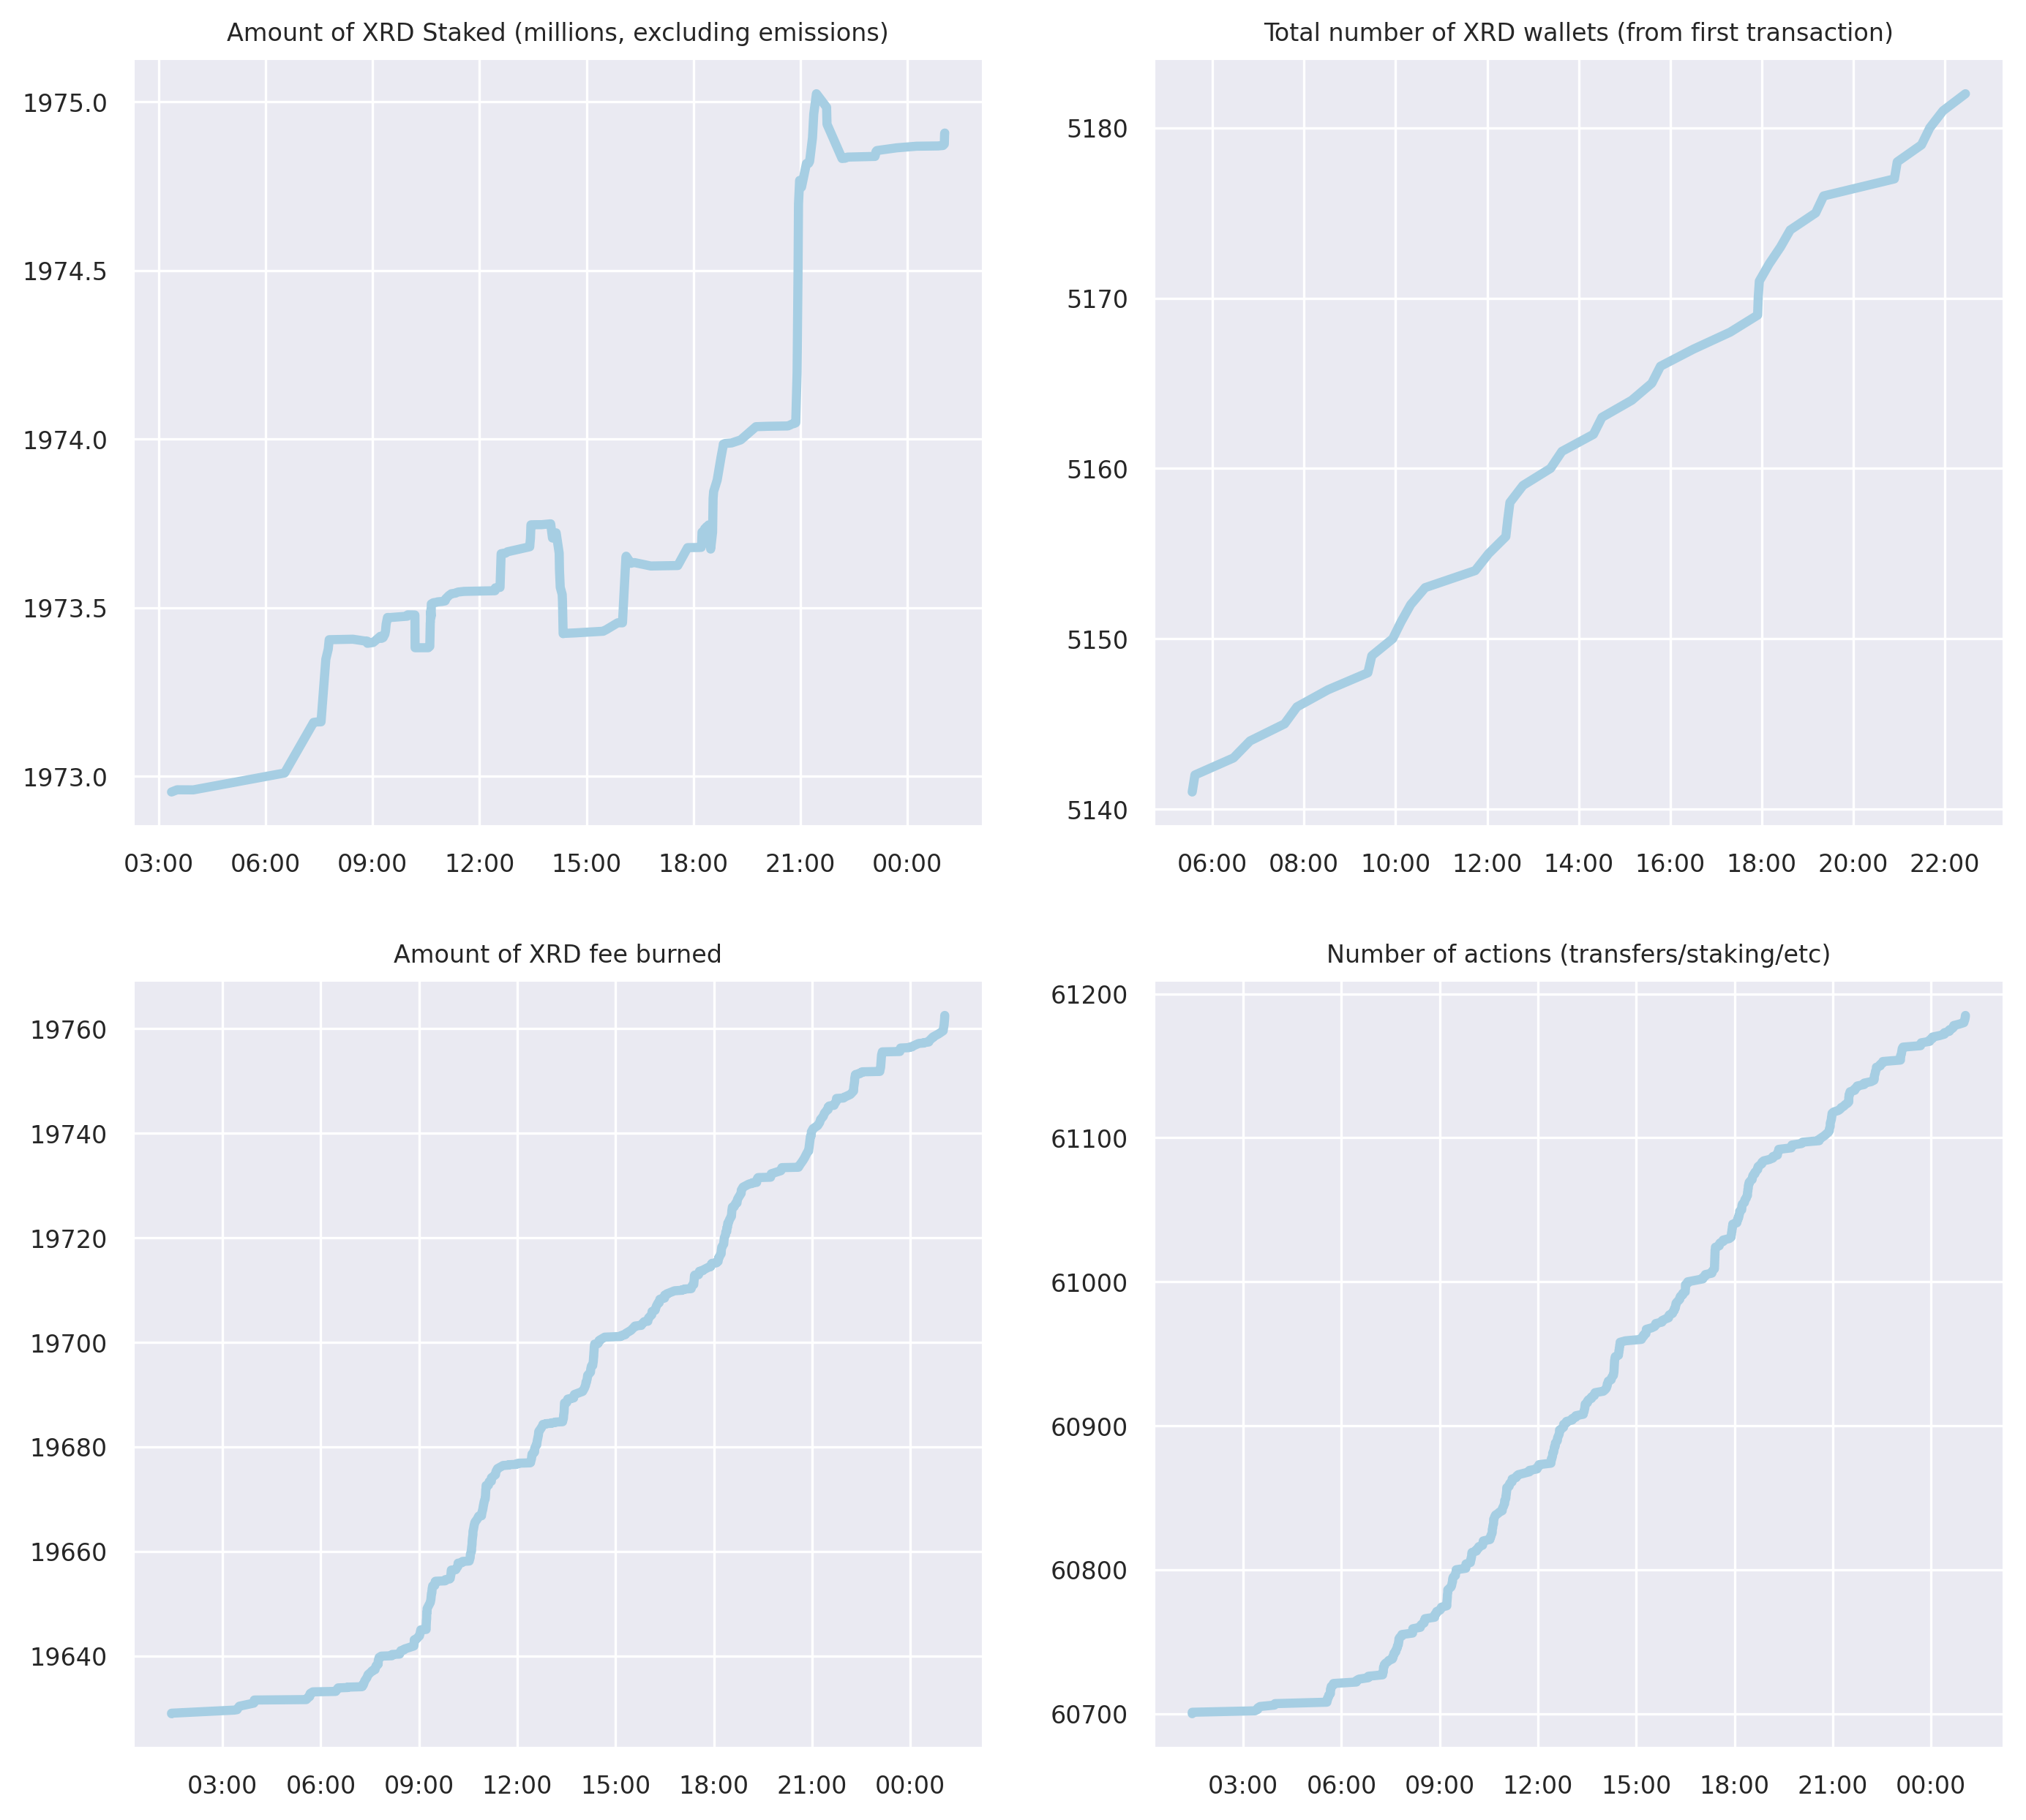 Amount of XRD Staked (millions, excluding emissions)
1975.0
1974.5
1974.0
1973.5
1973.0
03:00 06:00 09:00 12:00 15:00 18:00 21:00 00:00
Total number of XRD wallets (from first transaction)
5180
5170
5160
5150
5140
06:00 08:00 10:00 12:00 14:00 16:00 18:00 20:00 22:00
Amount of XRD fee burned
19760
19740
19720
19700
19680
19660
19640
03:00 06:00 09:00 12:00 15:00 18:00 21:00 00:00
Number of actions (transfers/staking/etc)
61200
61100
61000
60900
60800
60700
03:00 06:00 09:00 12:00 15:00 18:00 21:00 00:00